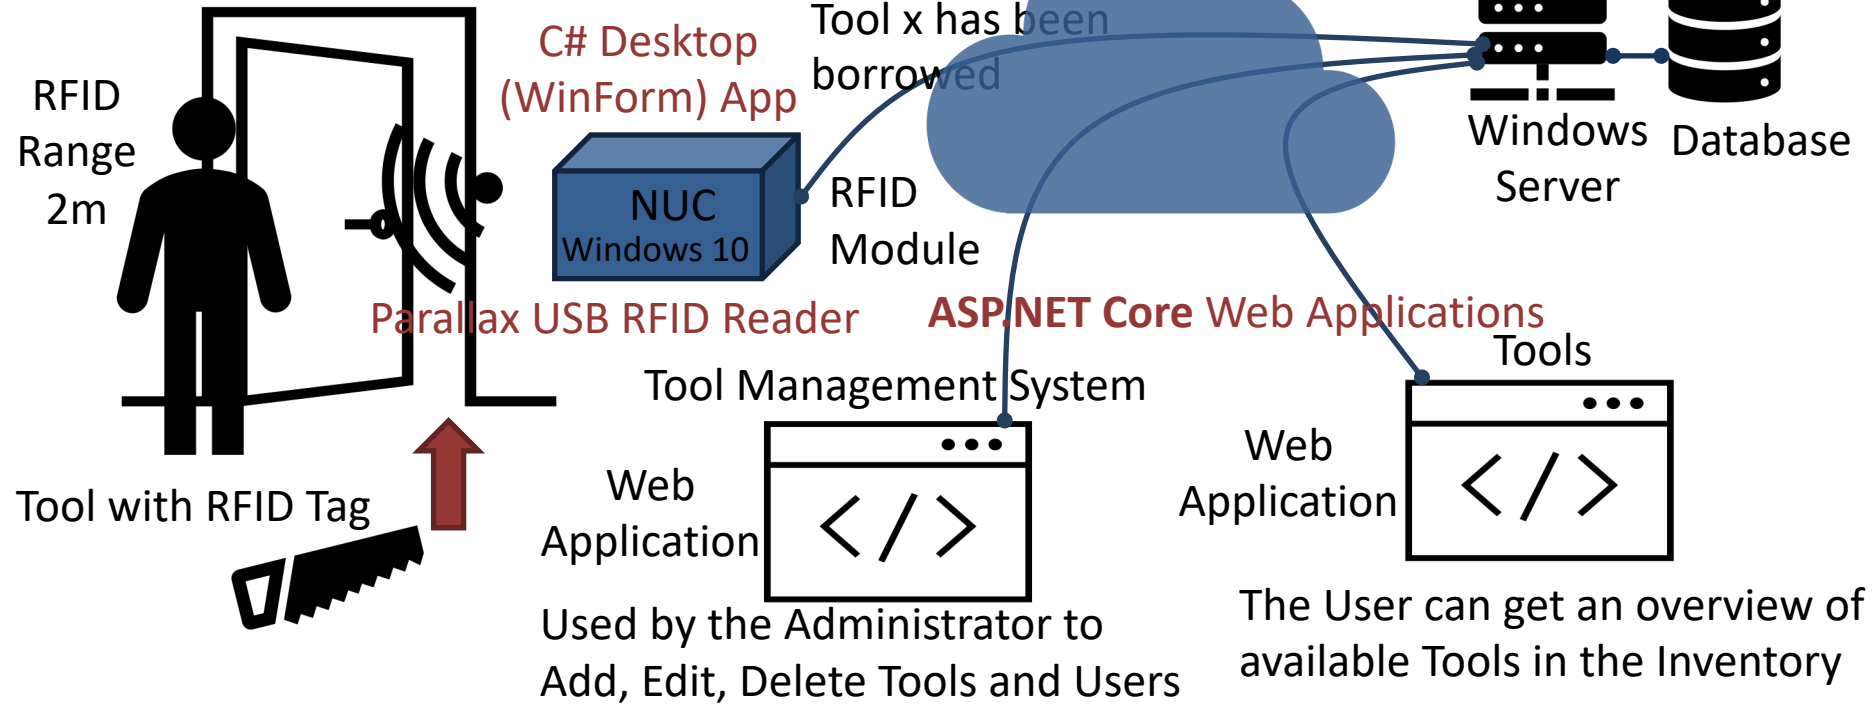 RFID
Range
2m
C# Desktop
(WinForm) App
Tool x has been
borrowed
NUC
Windows 10
RFID
Module
Windows
Server
Database
Parallax USB RFID Reader
ASP.NET Core Web Applications
Tool with RFID Tag
Tool Management System
Web
Application
</>
Used by the Administrator to
Add, Edit, Delete Tools and Users
Tools
Web
Application
</>
The User can get an overview of
available Tools in the Inventory